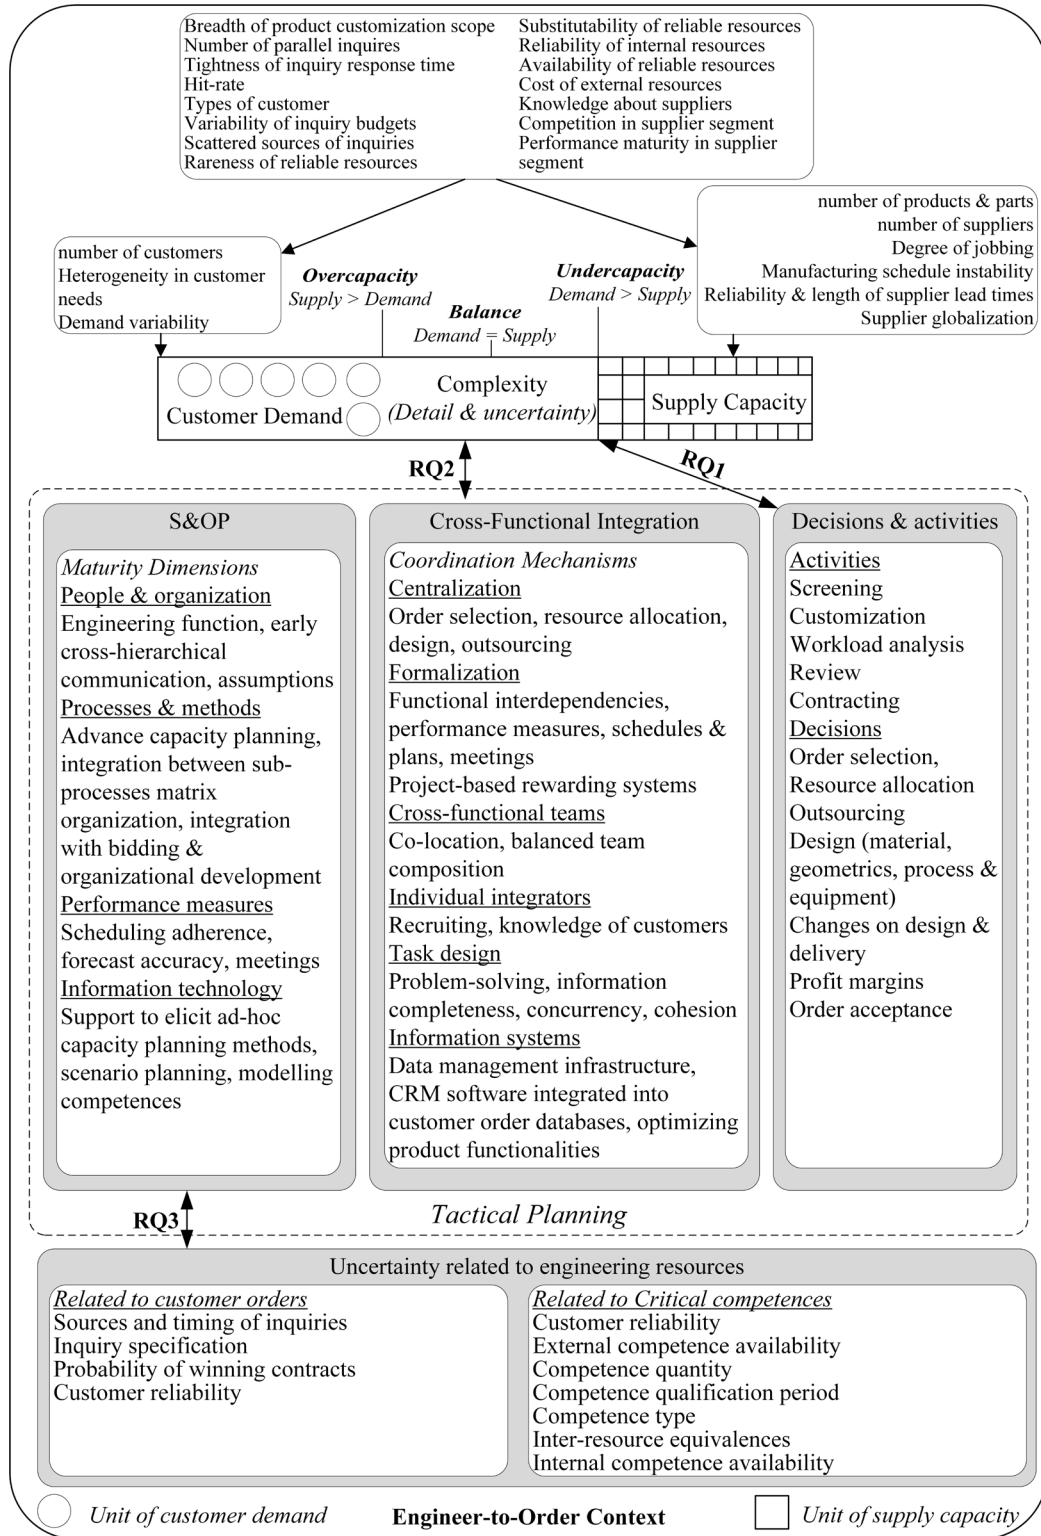 Breadth of product customization scope
Number of parallel inquires
Tightness of inquiry response time
Hit-rate
Types of customer
Variability of inquiry budgets
Scattered sources of inquiries
Rareness of reliable resources
Substitutability of reliable resources
Reliability of internal resources
Availability of reliable resources
Cost of external resources
Knowledge about suppliers
Competition in supplier segment
Performance maturity in supplier
segment
number of customers
Heterogeneity in customer
needs
Demand variability
Overcapacity
Supply > Demand
Balance
Demand = Supply
Undercapacity
Demand > Supply
number of products & parts
number of suppliers
Degree of jobbing
Manufacturing schedule instability
Reliability & length of supplier lead times
Supplier globalization
Customer Demand
Complexity
(Detail & uncertainty)
Supply Capacity
RQ2
RQ1
S&OP
Maturity Dimensions
People & organization
Engineering function, early
cross-hierarchical
communication, assumptions
Processes & methods
Advance capacity planning,
integration between sub-
processes matrix
organization, integration
with bidding &
organizational development
Performance measures
Scheduling adherence,
forecast accuracy, meetings
Information technology
Support to elicit ad-hoc
capacity planning methods,
scenario planning, modelling
competences
Cross-Functional Integration
Coordination Mechanisms
Centralization
Order selection, resource allocation,
design, outsourcing
Formalization
Functional interdependencies,
performance measures, schedules &
plans, meetings
Project-based rewarding systems
Cross-functional teams
Co-location, balanced team
composition
Individual integrators
Recruiting, knowledge of customers
Task design
Problem-solving, information
completeness, concurrency, cohesion
Information systems
Data management infrastructure,
CRM software integrated into
customer order databases, optimizing
product functionalities
Decisions & activities
Activities
Screening
Customization
Workload analysis
Review
Contracting
Decisions
Order selection,
Resource allocation
Outsourcing
Design (material,
geometrics, process &
equipment)
Changes on design &
delivery
Profit margins
Order acceptance
RQ3
Tactical Planning
Uncertainty related to engineering resources
Related to customer orders
Sources and timing of inquiries
Inquiry specification
Probability of winning contracts
Customer reliability
Related to Critical competences
Customer reliability
External competence availability
Competence quantity
Competence qualification period
Competence type
Inter-resource equivalences
Internal competence availability
Unit of customer demand
Engineer-to-Order Context
Unit of supply capacity